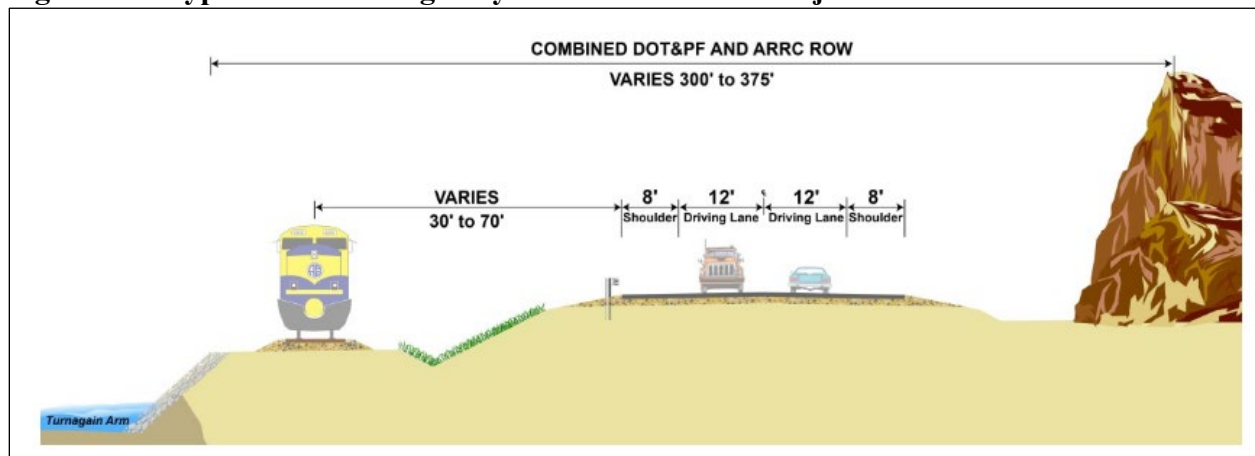 COMBINED DOT&PF AND ARRC ROW
VARIES 300' to 375'
VARIES
30' to 70'
8' 12' 12' 8'
Shoulder Driving Lane Driving Lane Shoulder
Turnagain Arm